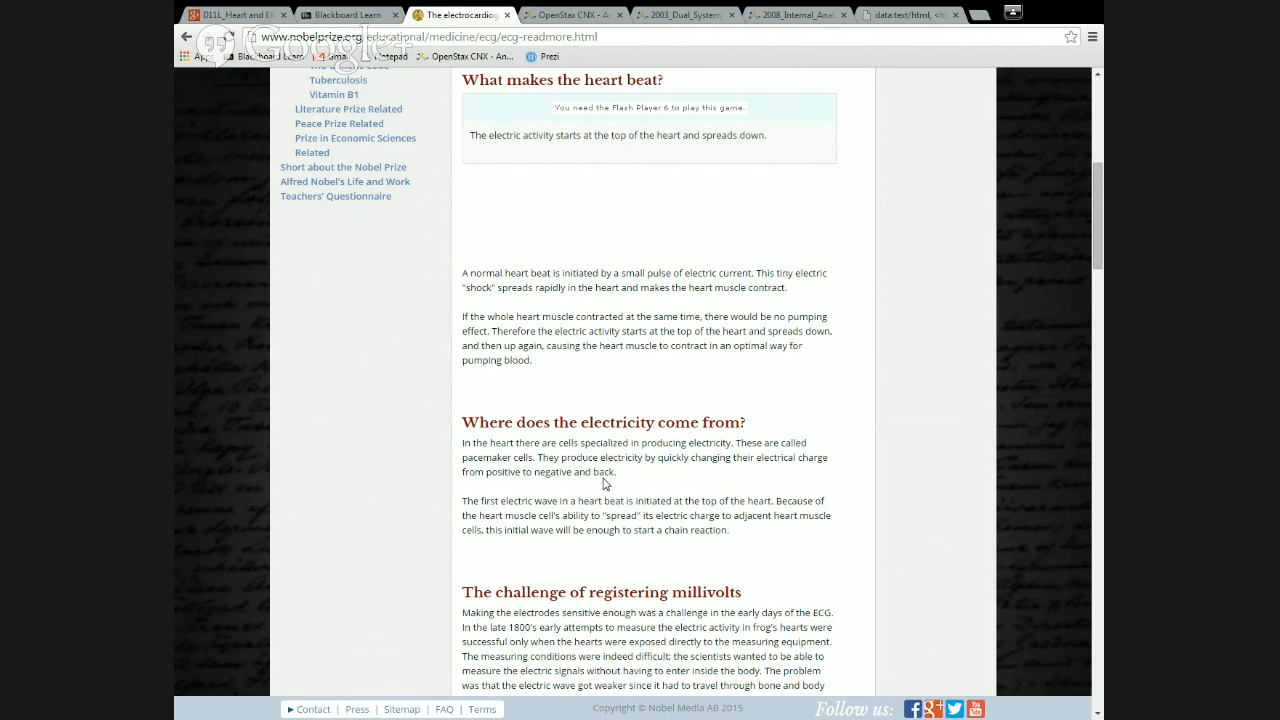 D11L_Heart and Ek
Blackboard Learn
The electrocardiog
OpenStax CNX - An
2003_Dual_System
2008_Internal_Anat
data:text/html, <h
www.nobelprize.org/educational/medicine/ecg/ecg-readmore.html
Google+
Apps
Blackboard Learn
Gmail
Notepad
OpenStax CNX - An...
Prezi
Tuberculosis
Vitamin B1
Literature Prize Related
Peace Prize Related
Prize in Economic Sciences
Related
Short about the Nobel Prize
Alfred Nobel's Life and Work
Teachers' Questionnaire
What makes the heart beat?
You need the Flash Player 6 to play this game.
The electric activity starts at the top of the heart and spreads down.
A normal heart beat is initiated by a small pulse of electric current. This tiny electric
"shock" spreads rapidly in the heart and makes the heart muscle contract.
If the whole heart muscle contracted at the same time, there would be no pumping
effect. Therefore the electric activity starts at the top of the heart and spreads down,
and then up again, causing the heart muscle to contract in an optimal way for
pumping blood.
Where does the electricity come from?
In the heart there are cells specialized in producing electricity. These are called
pacemaker cells. They produce electricity by quickly changing their electrical charge
from positive to negative and back.
The first electric wave in a heart beat is initiated at the top of the heart. Because of
the heart muscle cell's ability to "spread" its electric charge to adjacent heart muscle
cells, this initial wave will be enough to start a chain reaction.
The challenge of registering millivolts
Making the electrodes sensitive enough was a challenge in the early days of the ECG.
In the late 1800's early attempts to measure the electric activity in frog's hearts were
successful only when the hearts were exposed directly to the measuring equipment.
The measuring conditions were indeed difficult: the scientists wanted to be able to
measure the electric signals without having to enter inside the body. The problem
was that the electric wave got weaker since it had to travel through bone and body
Contact
Press
Sitemap
FAQ
Terms
Copyright © Nobel Media AB 2015
Follow us: